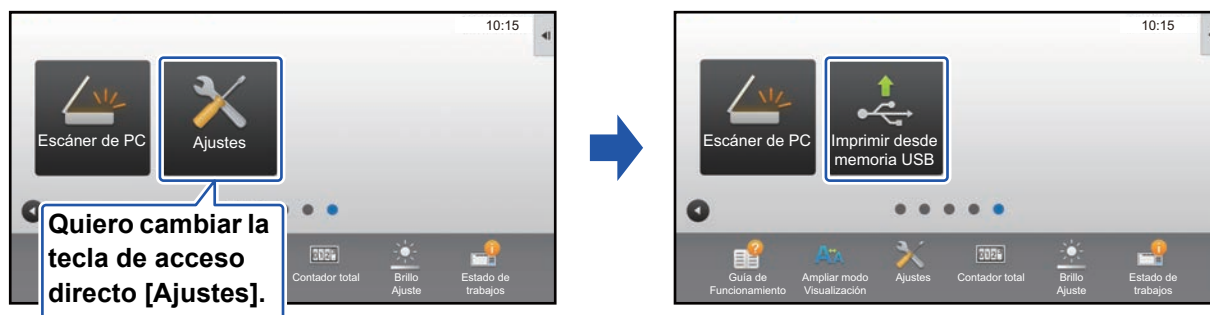 10:15
Escáner de PC
Ajustes
Quiero cambiar la
tecla de acceso
directo [Ajustes].
Contador total
Brillo
Ajuste
Estado de
trabajos
10:15
Escáner de PC
Imprimir desde
memoria USB
Guía de
Funcionamiento
Ampliar modo
Visualización
Ajustes
Contador total
Brillo
Ajuste
Estado de
trabajos